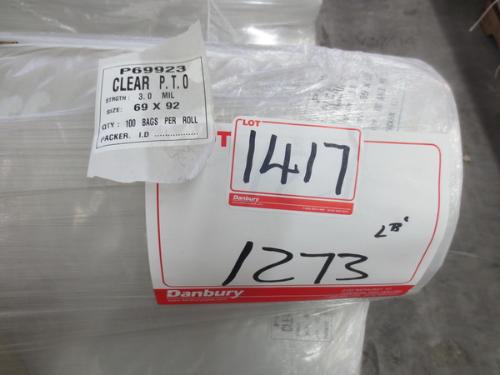 P69923
CLEAR P.T.O
STRGTH: 3.0 MIL
SIZE: 69 X 92
QTY: 100 BAGS PER ROLL
PACKER. I.D ................
LOT
1417
Danbury
1273
Danbury